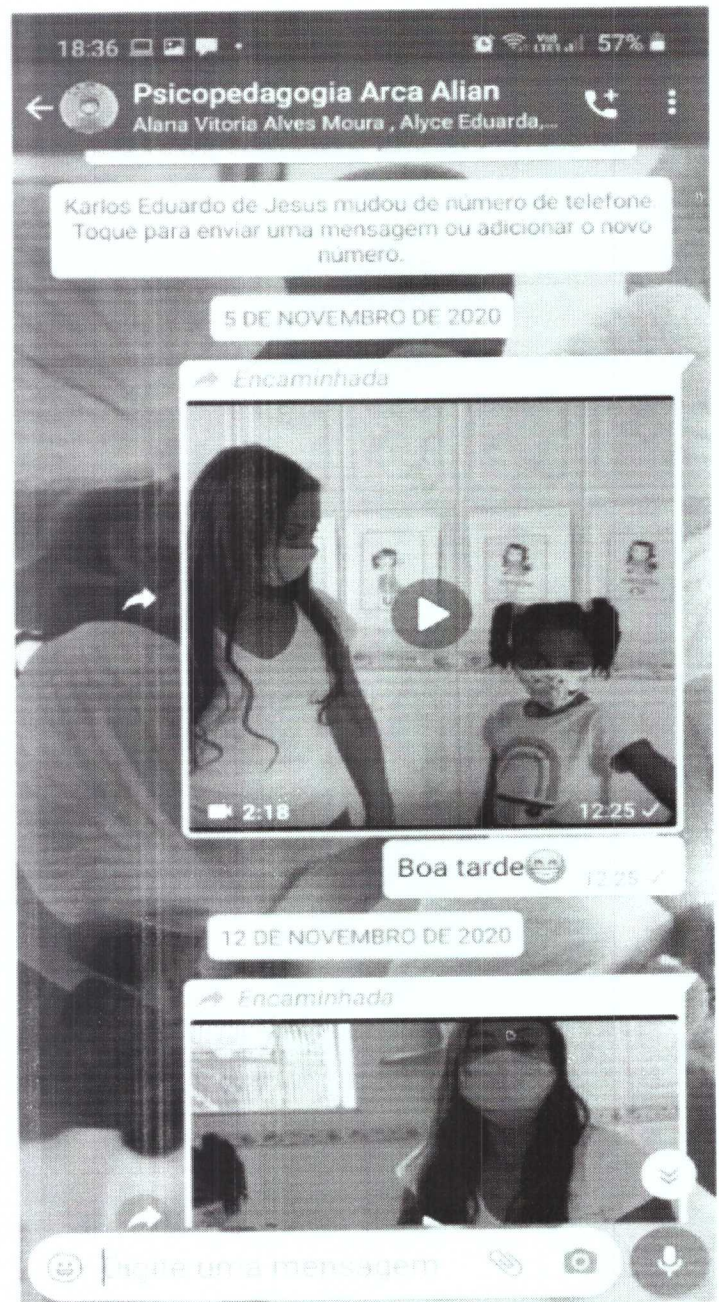 18:36 57%
Psicopedagogia Arca Alian
Alana Vitoria Alves Moura , Alyce Eduarda,...
Karlos Eduardo de Jesus mudou de número de telefone.
Toque para enviar uma mensagem ou adicionar o novo
número.
5 DE NOVEMBRO DE 2020
Encaminhada
2:18 12:25
Boa tarde😁 12:25
12 DE NOVEMBRO DE 2020
Encaminhada
Digite uma mensagem